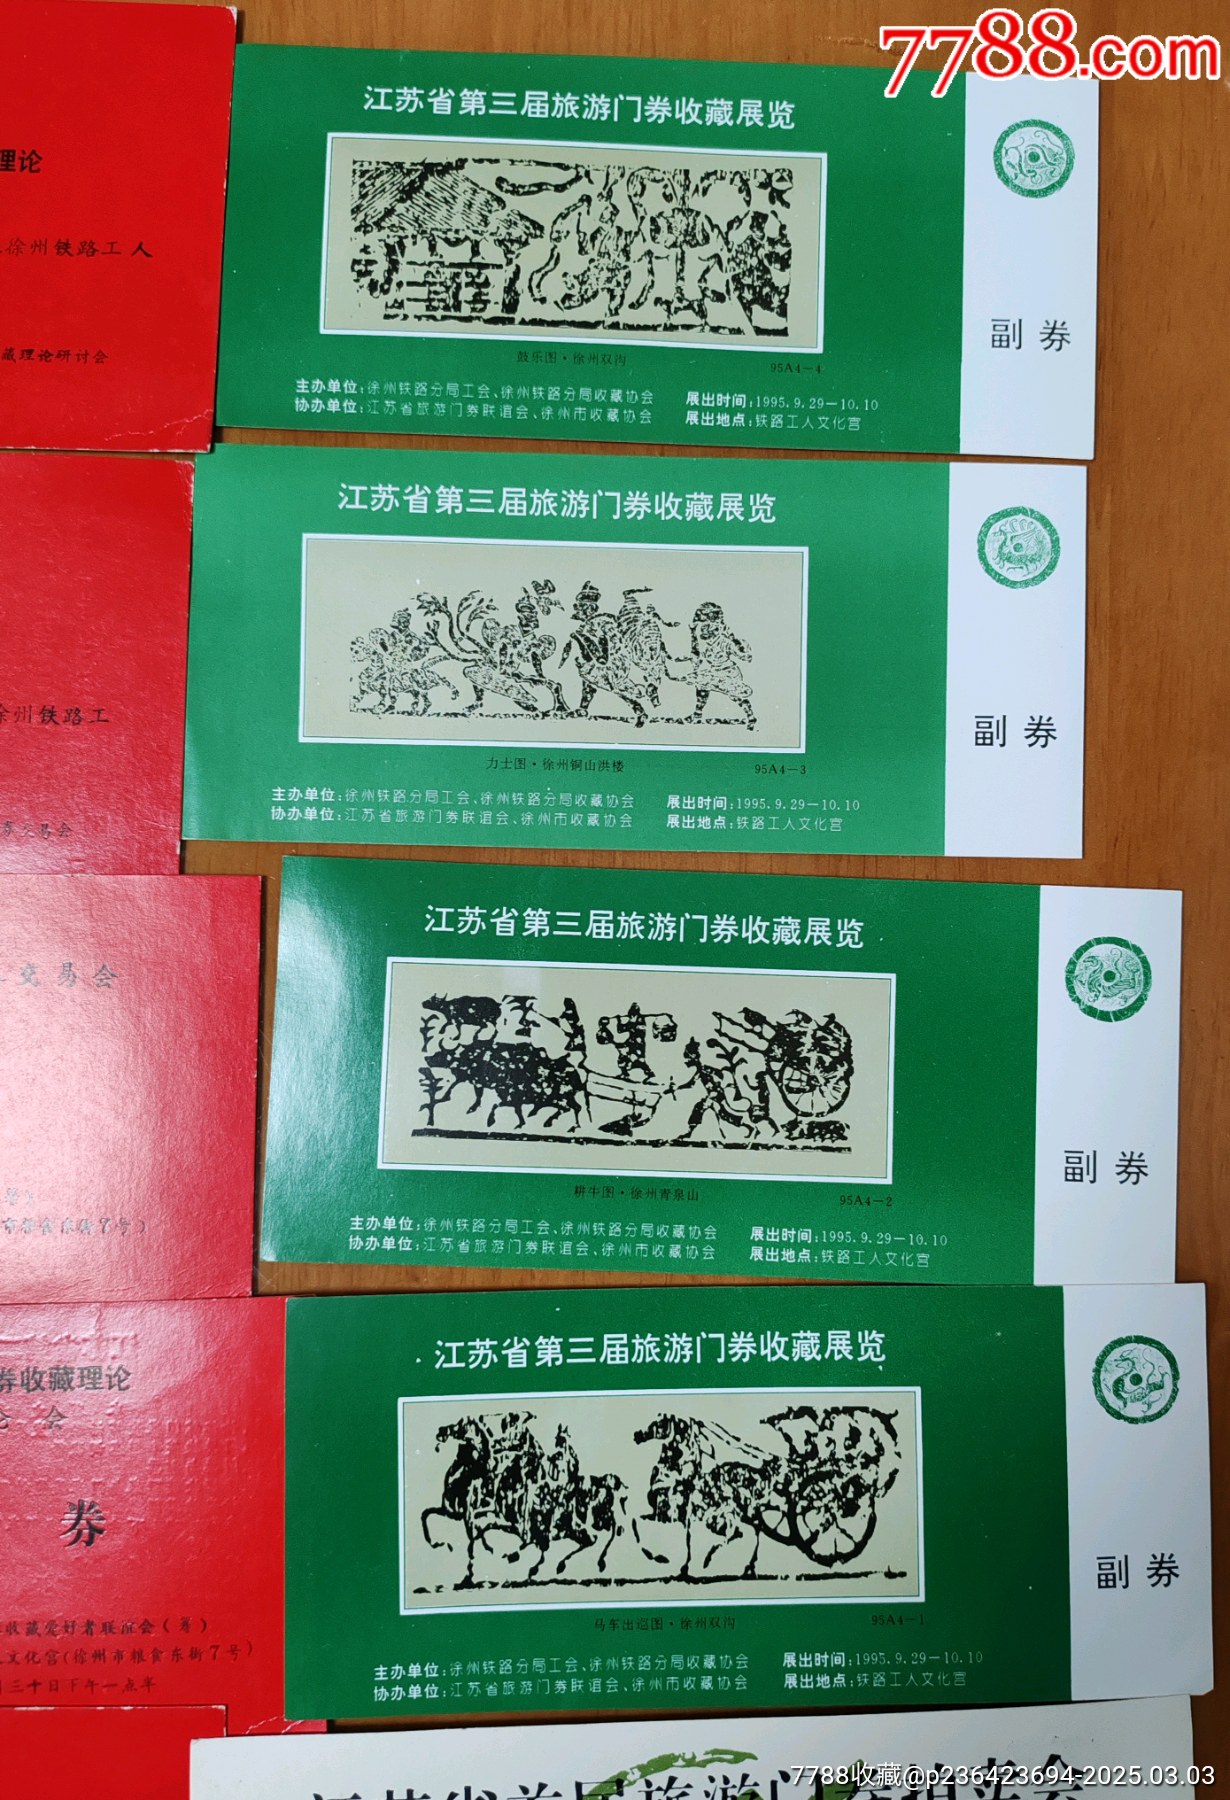 7788.com
江苏省第三届旅游门券收藏展览
鼓乐图·徐州双沟
95A4-4
主办单位:徐州铁路分局工会、徐州铁路分局收藏协会
协办单位:江苏省旅游门券联谊会、徐州市收藏协会
展出时间:1995.9.29-10.10
展出地点:铁路工人文化宫
副券
江苏省第三届旅游门券收藏展览
力士图·徐州铜山洪楼
95A4-3
主办单位:徐州铁路分局工会、徐州铁路分局收藏协会
协办单位:江苏省旅游门券联谊会、徐州市收藏协会
展出时间:1995.9.29-10.10
展出地点:铁路工人文化宫
副券
江苏省第三届旅游门券收藏展览
耕牛图·徐州青泉山
95A4-2
主办单位:徐州铁路分局工会、徐州铁路分局收藏协会
协办单位:江苏省旅游门券联谊会、徐州市收藏协会
展出时间:1995.9.29-10.10
展出地点:铁路工人文化宫
副券
江苏省第三届旅游门券收藏展览
马车出巡图·徐州双沟
95A4-1
主办单位:徐州铁路分局工会、徐州铁路分局收藏协会
协办单位:江苏省旅游门券联谊会、徐州市收藏协会
展出时间:1995.9.29-10.10
展出地点:铁路工人文化宫
副券
理论
徐州铁路工人
藏理论研讨会
徐州铁路工
券交易会
交易会
券收藏理论
会
券
收藏爱好者联谊会(筹)
文化宫(徐州市粮食东街7号)
三十日下午一点半
7788收藏@p236423694-2025.03.03